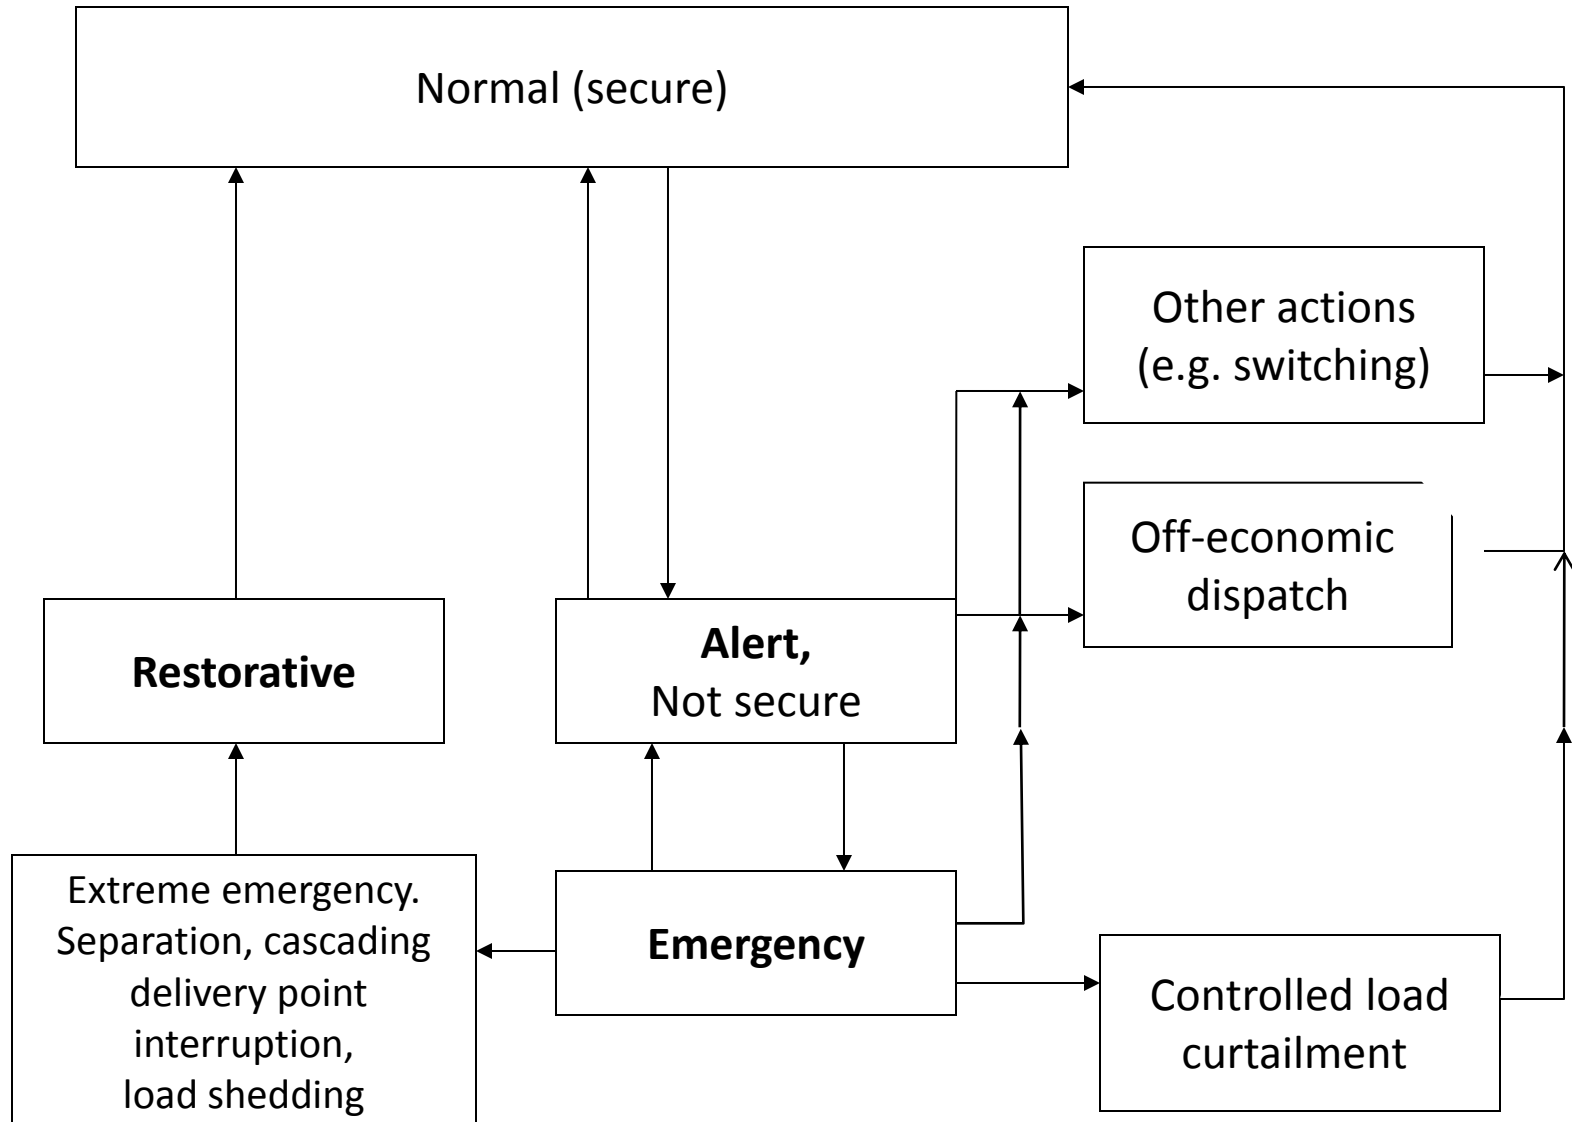 Normal (secure)
Other actions
(e.g. switching)
Off-economic
dispatch
Restorative
Alert,
Not secure
Extreme emergency.
Separation, cascading
delivery point
interruption,
load shedding
Emergency
Controlled load
curtailment